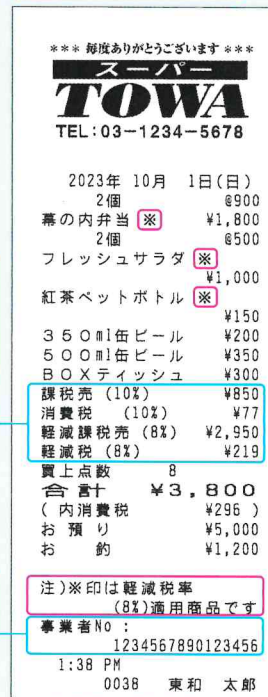 *** 毎度ありがとうございます ***
スーパー
TOWA
TEL:03-1234-5678
2023年 10月 1日(日)
2個 @900
幕の内弁当 ※ ¥1,800
2個 @500
フレッシュサラダ ※
¥1,000
紅茶ペットボトル ※
¥150
350ml缶ビール ¥200
500ml缶ビール ¥350
BOXティッシュ ¥300
課税売 (10%) ¥850
消費税 (10%) ¥77
軽減課税売 (8%) ¥2,950
軽減税 (8%) ¥219
買上点数 8
合計 ¥3,800
( 内消費税 ¥296 )
お預り ¥5,000
お釣 ¥1,200
注)※印は軽減税率
(8%)適用商品です
事業者No :
1234567890123456
1:38 PM
0038 東和 太郎